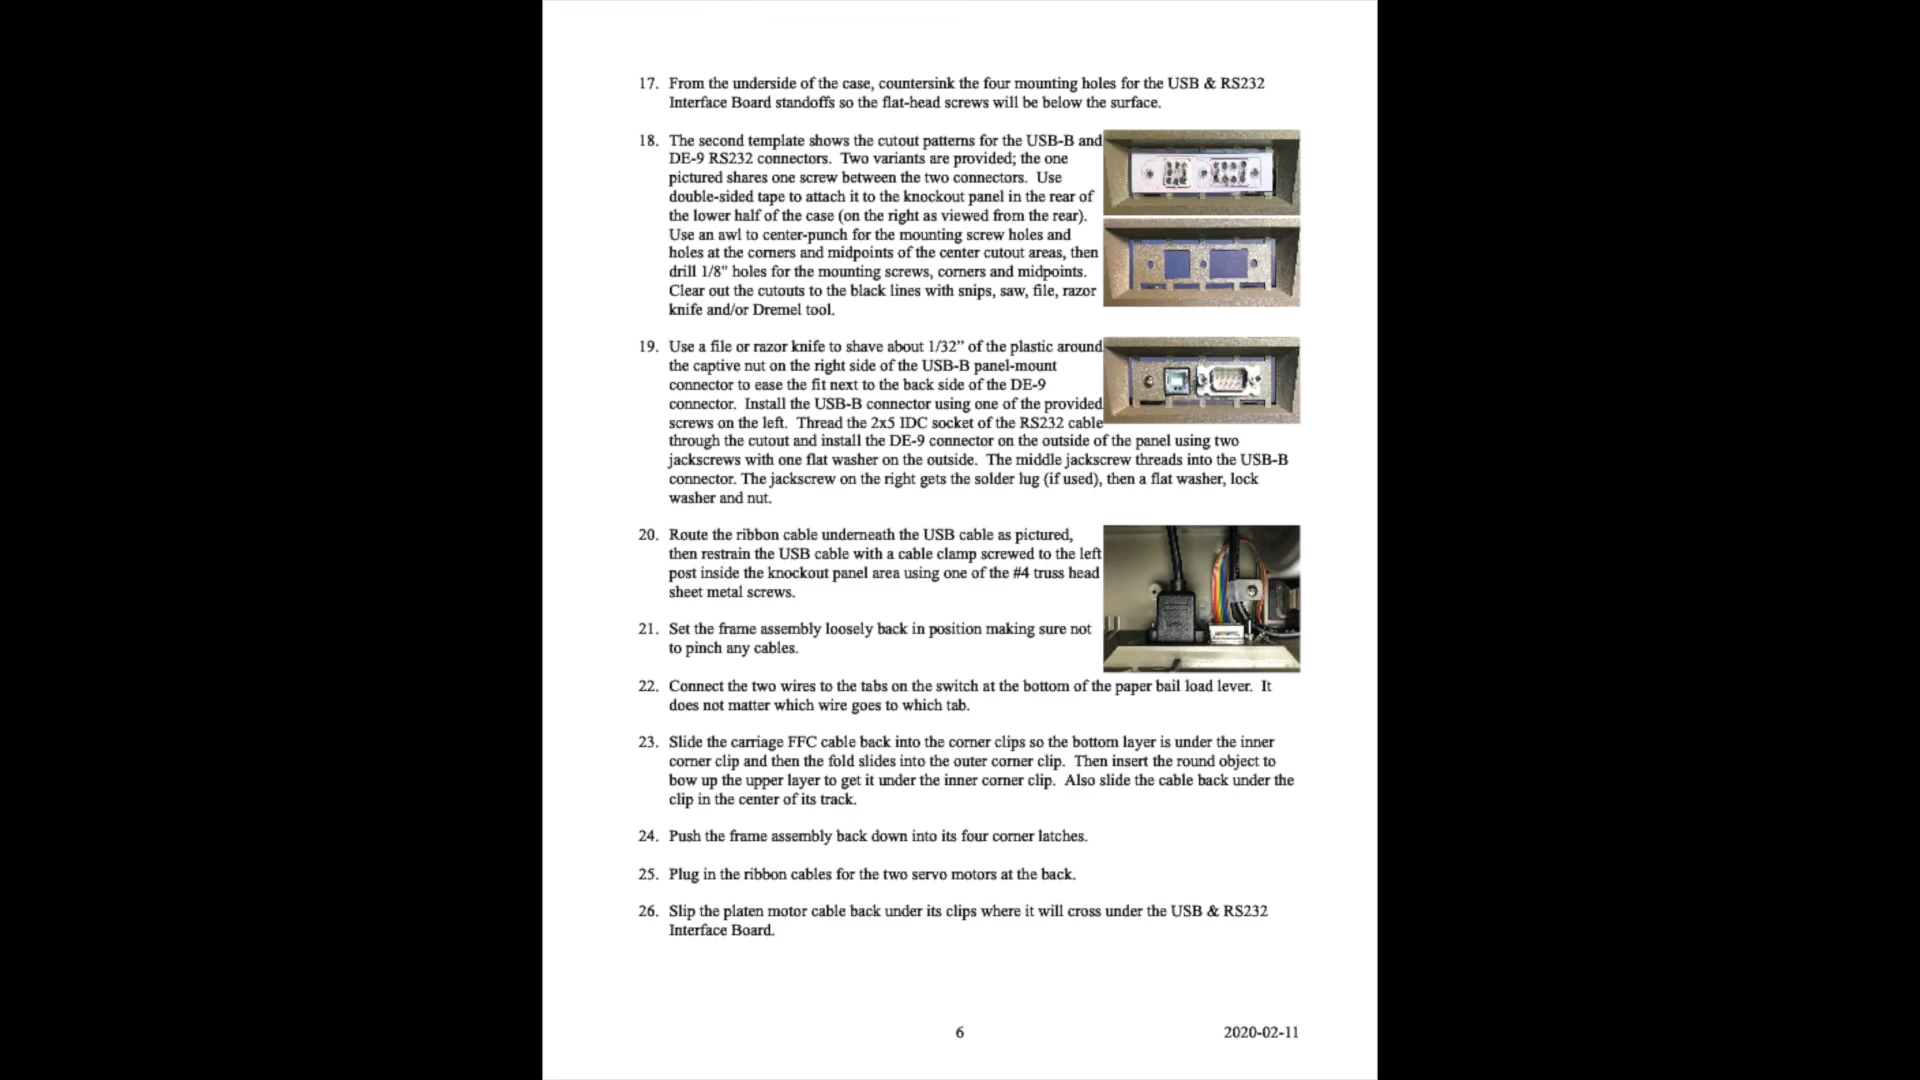 17. From the underside of the case, countersink the four mounting holes for the USB & RS232
Interface Board standoffs so the flat-head screws will be below the surface.
18. The second template shows the cutout patterns for the USB-B and
DE-9 RS232 connectors. Two variants are provided; the one
pictured shares one screw between the two connectors. Use
double-sided tape to attach it to the knockout panel in the rear of
the lower half of the case (on the right as viewed from the rear).
Use an awl to center-punch for the mounting screw holes and
holes at the corners and midpoints of the center cutout areas, then
drill 1/8" holes for the mounting screws, corners and midpoints.
Clear out the cutouts to the black lines with snips, saw, file, razor
knife and/or Dremel tool.
19. Use a file or razor knife to shave about 1/32” of the plastic around
the captive nut on the right side of the USB-B panel-mount
connector to ease the fit next to the back side of the DE-9
connector. Install the USB-B connector using one of the provided
screws on the left. Thread the 2x5 IDC socket of the RS232 cable
through the cutout and install the DE-9 connector on the outside of the panel using two
jackscrews with one flat washer on the outside. The middle jackscrew threads into the USB-B
connector. The jackscrew on the right gets the solder lug (if used), then a flat washer, lock
washer and nut.
20. Route the ribbon cable underneath the USB cable as pictured,
then restrain the USB cable with a cable clamp screwed to the left
post inside the knockout panel area using one of the #4 truss head
sheet metal screws.
21. Set the frame assembly loosely back in position making sure not
to pinch any cables.
22. Connect the two wires to the tabs on the switch at the bottom of the paper bail load lever. It
does not matter which wire goes to which tab.
23. Slide the carriage FFC cable back into the corner clips so the bottom layer is under the inner
corner clip and then the fold slides into the outer corner clip. Then insert the round object to
bow up the upper layer to get it under the inner corner clip. Also slide the cable back under the
clip in the center of its track.
24. Push the frame assembly back down into its four corner latches.
25. Plug in the ribbon cables for the two servo motors at the back.
26. Slip the platen motor cable back under its clips where it will cross under the USB & RS232
Interface Board.
6
2020-02-11